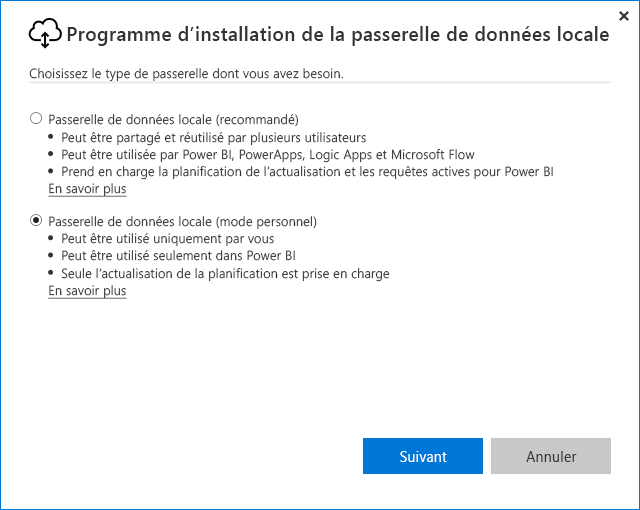 Programme d’installation de la passerelle de données locale
Choisissez le type de passerelle dont vous avez besoin.
Passerelle de données locale (recommandé)
• Peut être partagé et réutilisé par plusieurs utilisateurs
• Peut être utilisée par Power BI, PowerApps, Logic Apps et Microsoft Flow
• Prend en charge la planification de l’actualisation et les requêtes actives pour Power BI
En savoir plus
Passerelle de données locale (mode personnel)
• Peut être utilisé uniquement par vous
• Peut être utilisé seulement dans Power BI
• Seule l’actualisation de la planification est prise en charge
En savoir plus
Suivant
Annuler